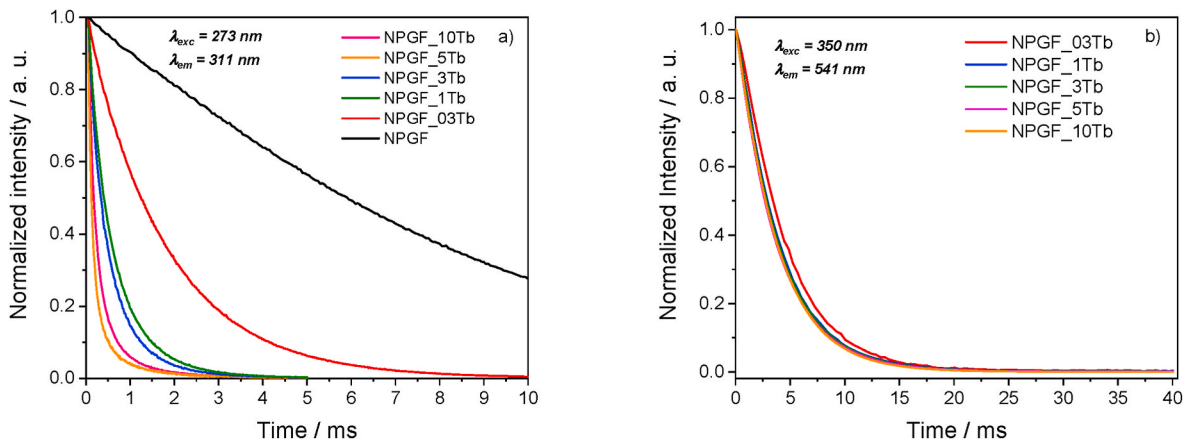 1.0
0.8
0.6
0.4
0.2
0.0
Normalized intensity / a. u.
λexc = 273 nm
λem = 311 nm
a)
NPGF_10Tb
NPGF_5Tb
NPGF_3Tb
NPGF_1Tb
NPGF_03Tb
NPGF
0 1 2 3 4 5 6 7 8 9 10
Time / ms
1.0
0.8
0.6
0.4
0.2
0.0
Normalized Intensity / a. u.
λexc = 350 nm
λem = 541 nm
b)
NPGF_03Tb
NPGF_1Tb
NPGF_3Tb
NPGF_5Tb
NPGF_10Tb
0 5 10 15 20 25 30 35 40
Time / ms